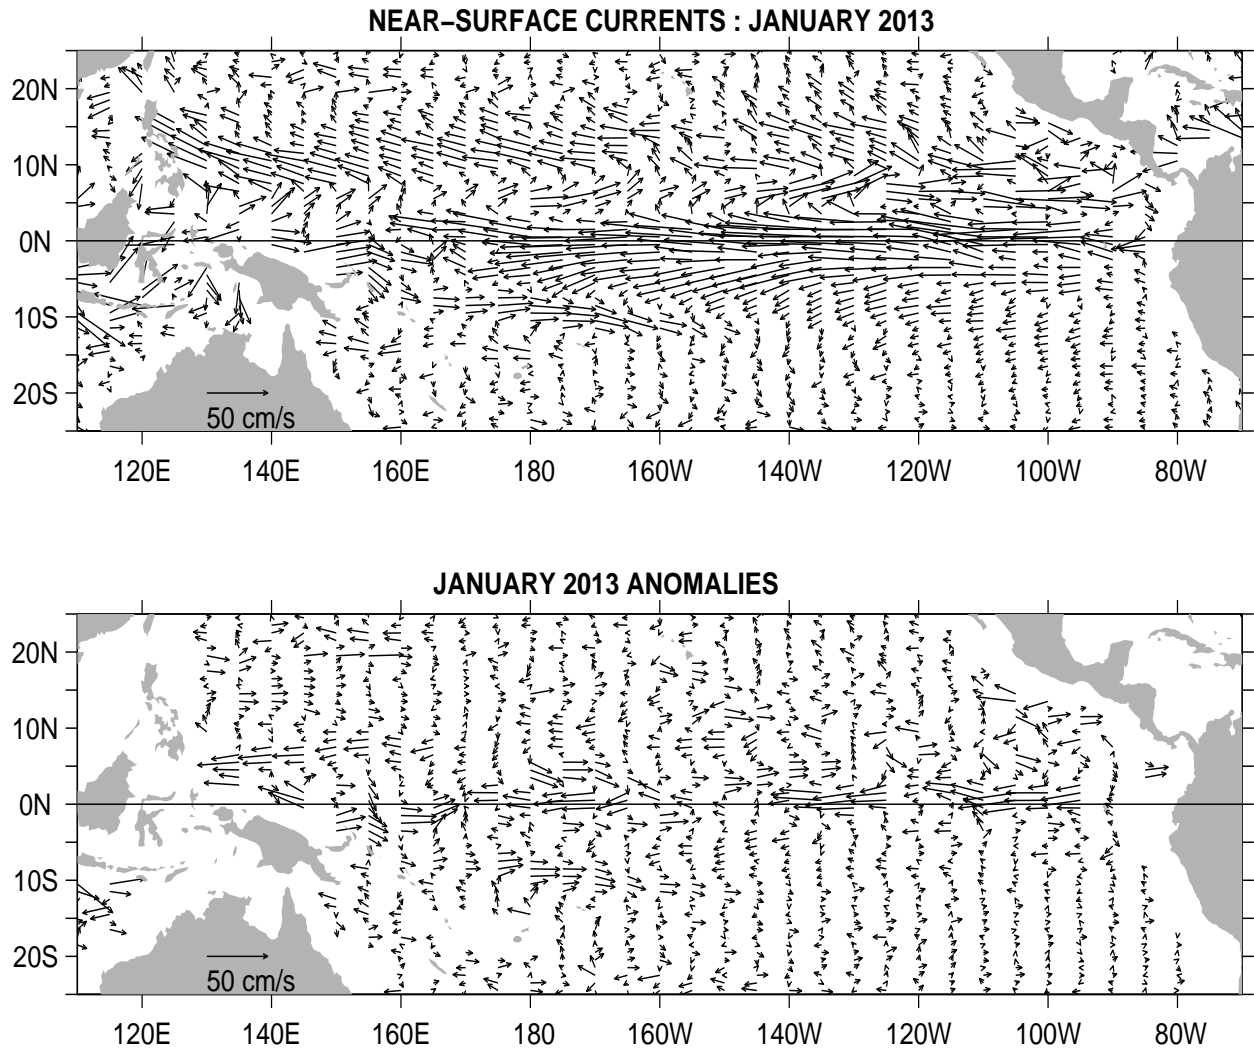 NEAR−SURFACE CURRENTS : JANUARY 2013
20N
10N
0N
10S
20S
50 cm/s
120E 140E 160E 180 160W 140W 120W 100W 80W
JANUARY 2013 ANOMALIES
20N
10N
0N
10S
20S
50 cm/s
120E 140E 160E 180 160W 140W 120W 100W 80W